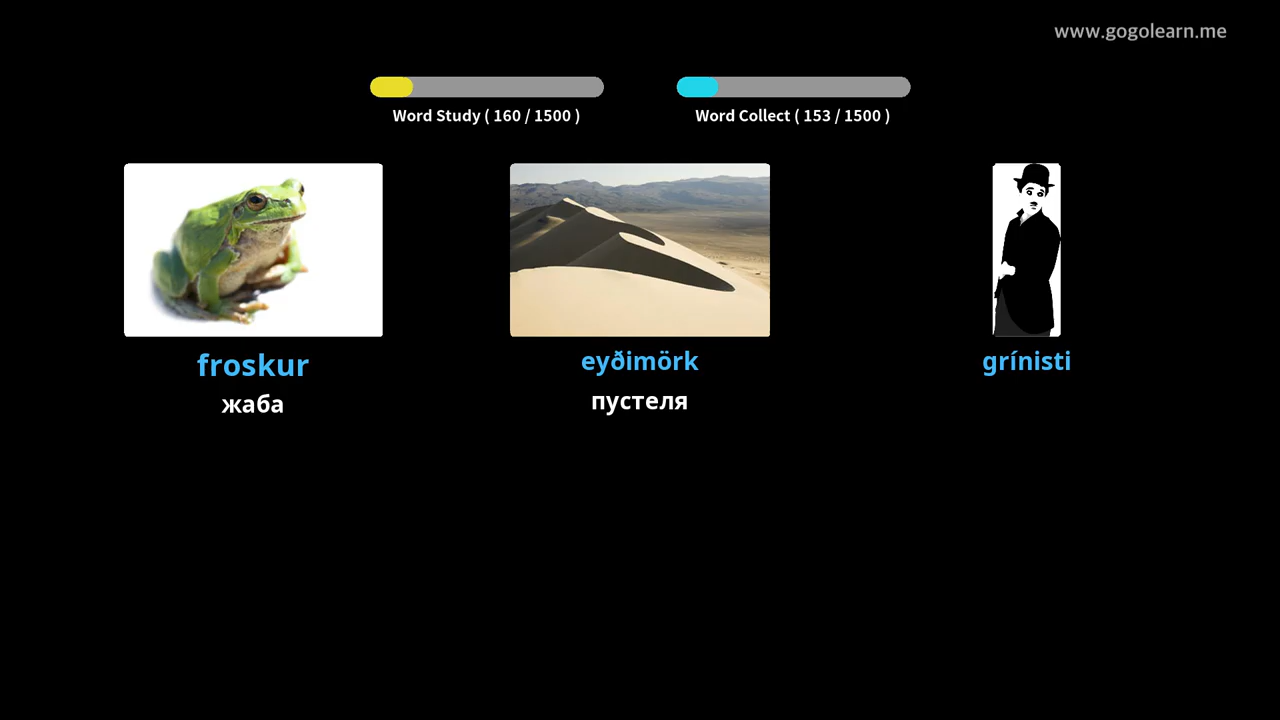 www.gogolearn.me
Word Study ( 160 / 1500 )
Word Collect ( 153 / 1500 )
froskur
жаба
eyðimörk
пустеля
grínisti